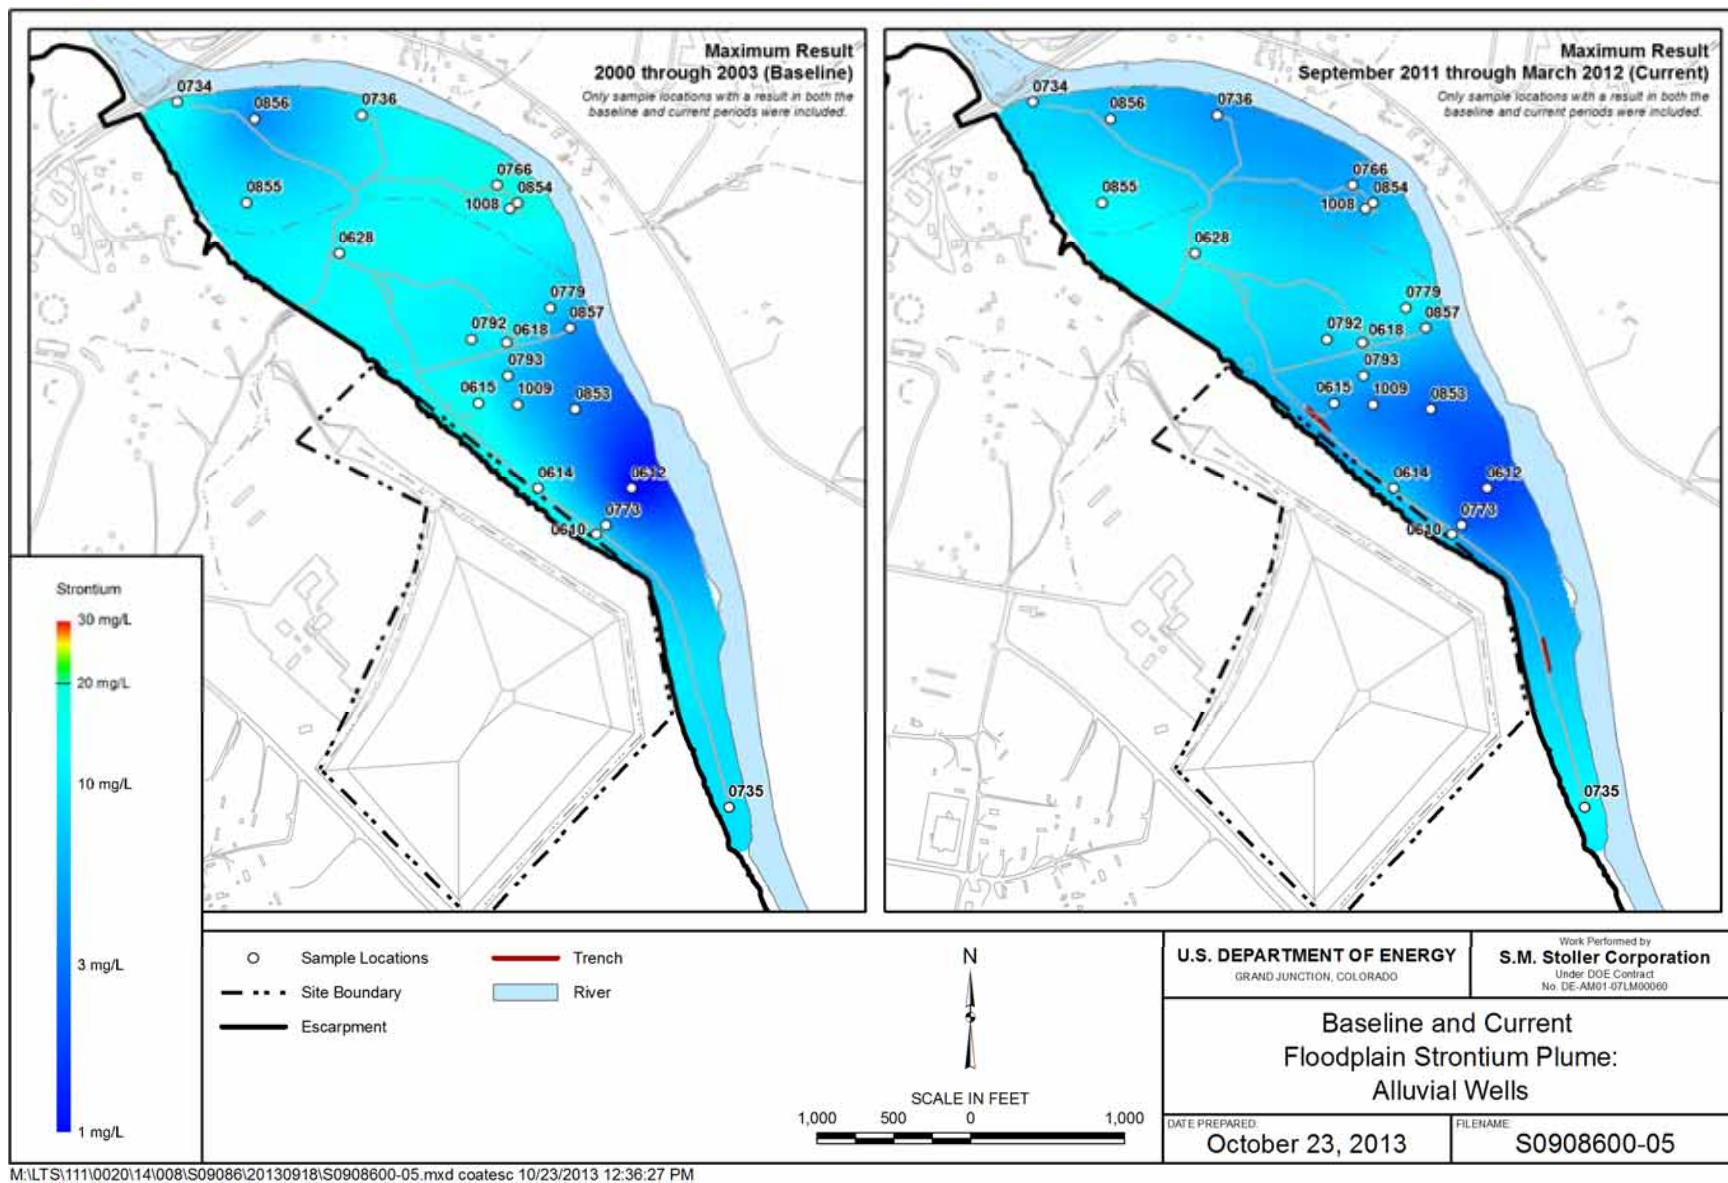 Maximum Result
2000 through 2003 (Baseline)
Only sample locations with a result in both the
baseline and current periods were included.
0734
0856
0736
0766
0854
1008
0855
0628
0779
0857
0792
0618
0793
0615
1009
0853
0614
0612
0773
0610
0735
Maximum Result
September 2011 through March 2012 (Current)
Only sample locations with a result in both the
baseline and current periods were included.
0734
0856
0736
0766
0854
1008
0855
0628
0779
0857
0792
0618
0793
0615
1009
0853
0614
0612
0773
0610
0735
Strontium
30 mg/L
20 mg/L
10 mg/L
3 mg/L
1 mg/L
Sample Locations
Site Boundary
Escarpment
Trench
River
N
SCALE IN FEET
1,000 500 0 1,000
U.S. DEPARTMENT OF ENERGY
GRAND JUNCTION, COLORADO
Work Performed by
S.M. Stoller Corporation
Under DOE Contract
No. DE-AM01-07LM00060
Baseline and Current
Floodplain Strontium Plume:
Alluvial Wells
DATE PREPARED:
October 23, 2013
FILENAME
S0908600-05
M:\LTS\111\0020\14\008\S09086\20130918\S0908600-05.mxd coatesc 10/23/2013 12:36:27 PM